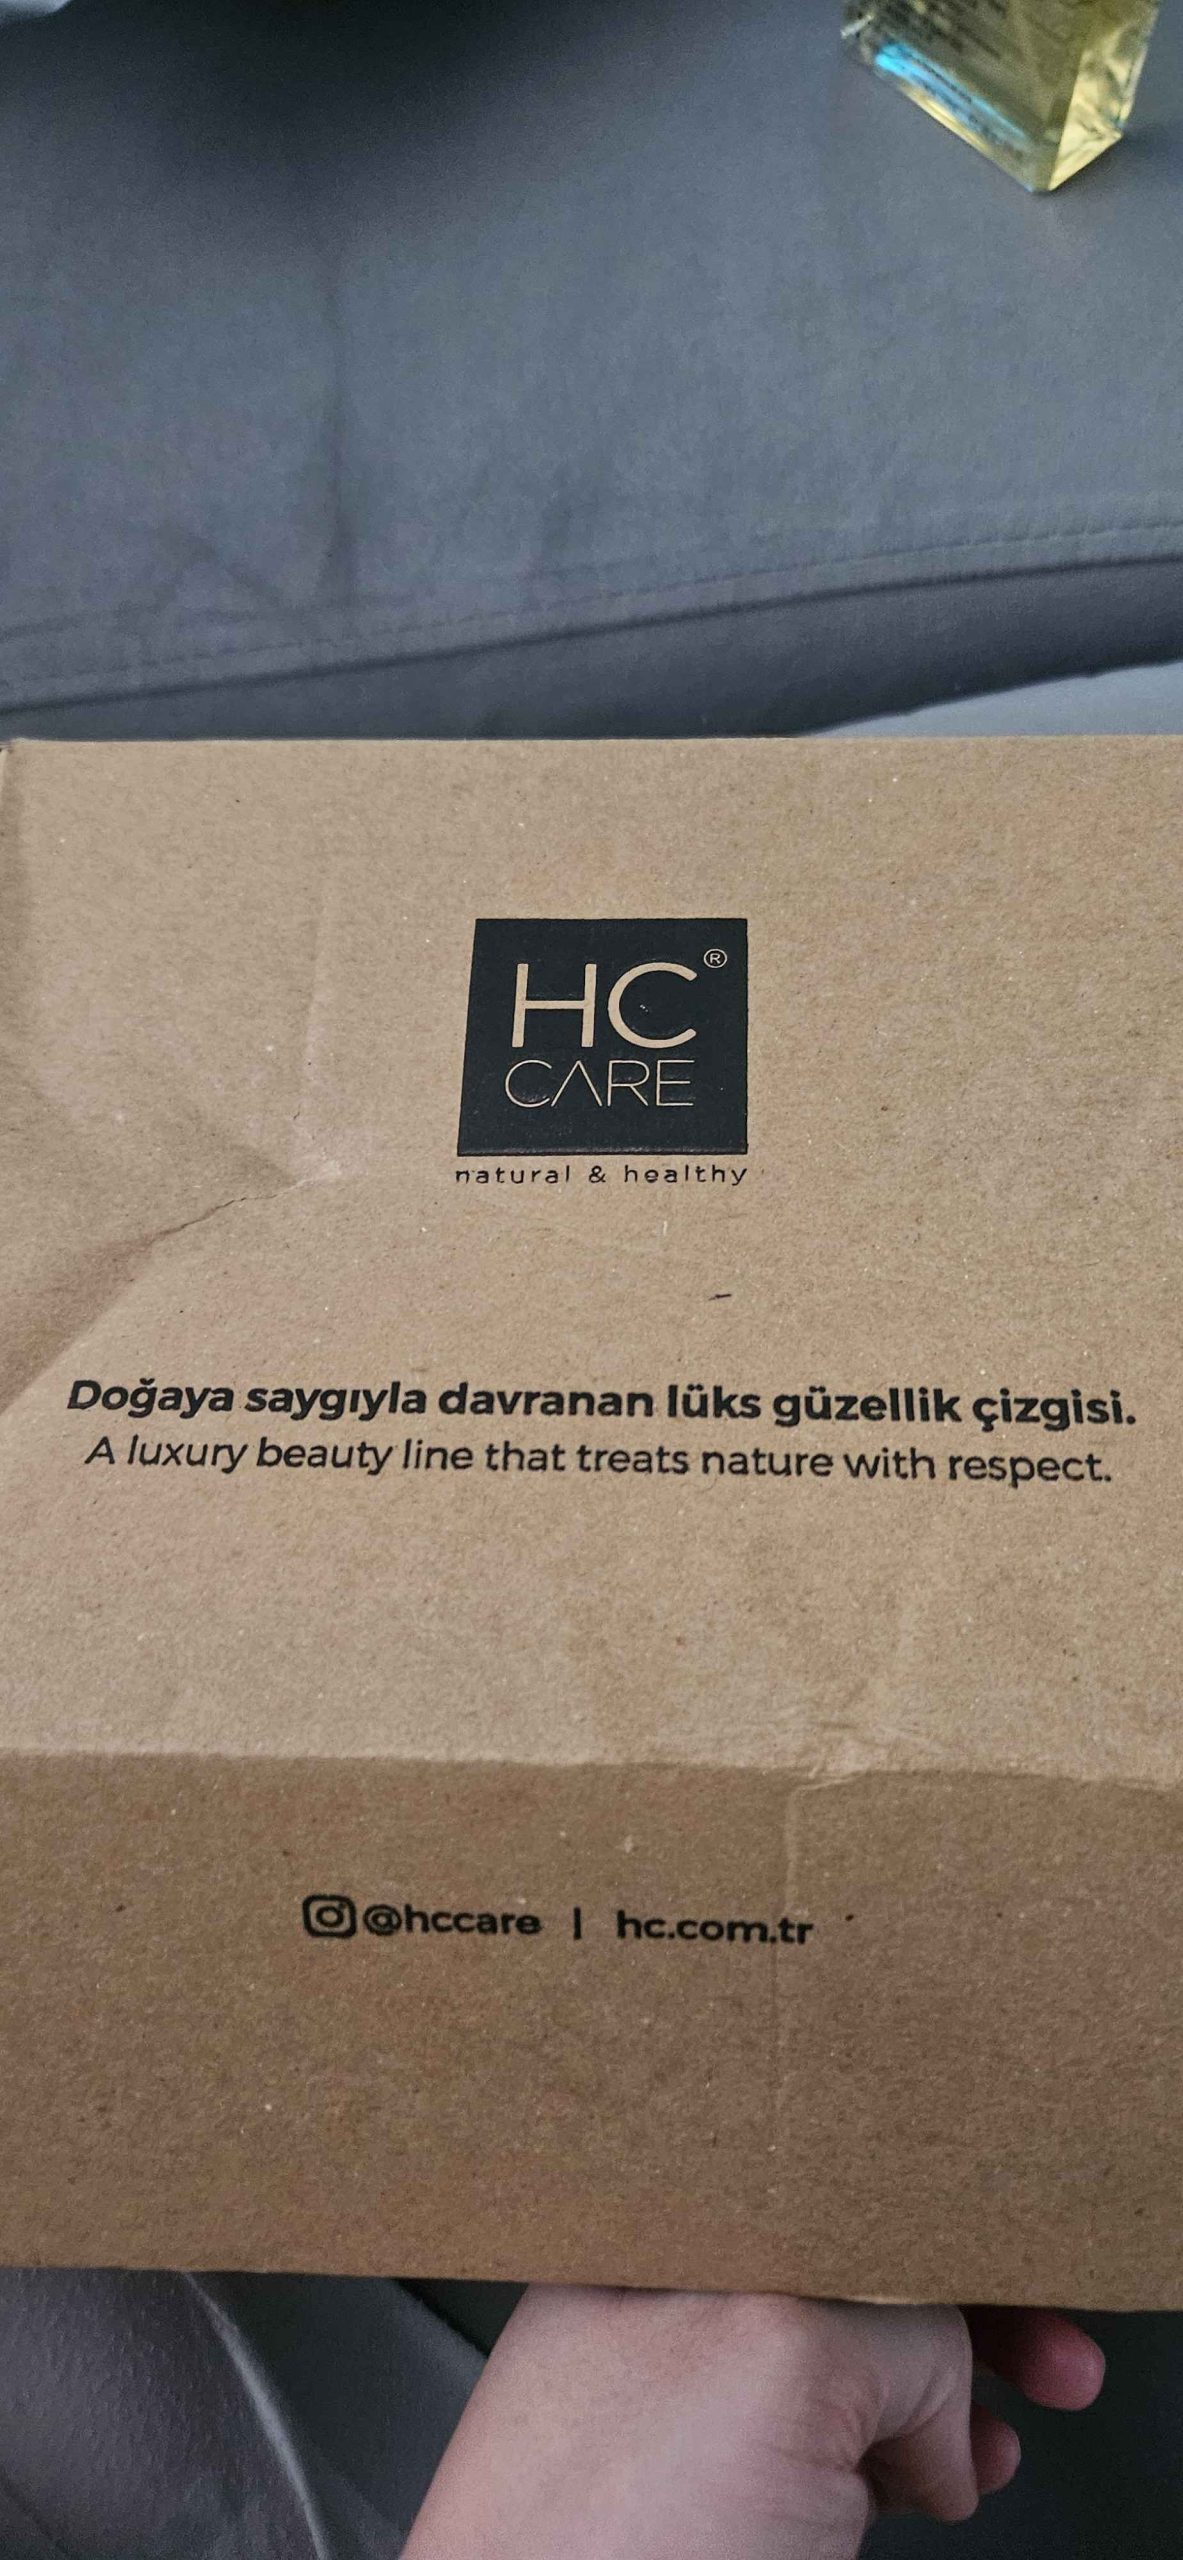 HC®
CARE
natural & healthy
Doğaya saygıyla davranan lüks güzellik çizgisi.
A luxury beauty line that treats nature with respect.
@hccare | hc.com.tr